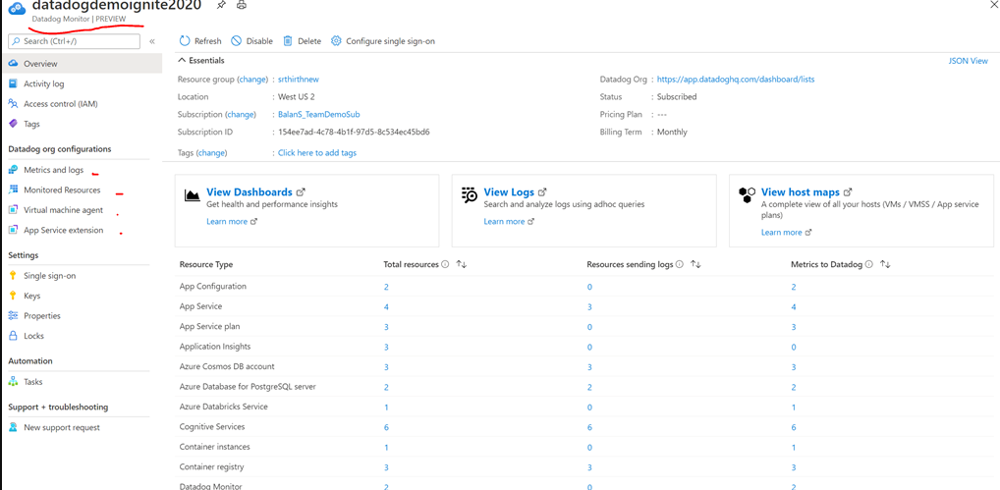 datadogdemoignite2020
Datadog Monitor | PREVIEW
Search (Ctrl+/)
«
Overview
Activity log
Access control (IAM)
Tags
Datadog org configurations
Metrics and logs
Monitored Resources
Virtual machine agent
App Service extension
Settings
Single sign-on
Keys
Properties
Locks
Automation
Tasks
Support + troubleshooting
New support request
Refresh Disable Delete Configure single sign-on
Essentials JSON View
Resource group (change) : srthirthnew
Location : West US 2
Subscription (change) : BalanS_TeamDemoSub
Subscription ID : 154ee7ad-4c78-4b1f-97d5-8c534ec45bd6
Tags (change) : Click here to add tags
Datadog Org : https://app.datadoghq.com/dashboard/lists
Status : Subscribed
Pricing Plan : ---
Billing Term : Monthly
View Dashboards
Get health and performance insights
Learn more
View Logs
Search and analyze logs using adhoc queries
Learn more
View host maps
A complete view of all your hosts (VMs / VMSS / App service
plans)
Learn more
Resource Type Total resources Resources sending logs Metrics to Datadog
App Configuration 2 0 2
App Service 4 3 4
App Service plan 3 0 3
Application Insights 3 0 0
Azure Cosmos DB account 3 3 3
Azure Database for PostgreSQL server 2 2 2
Azure Databricks Service 1 0 1
Cognitive Services 6 6 6
Container instances 1 0 1
Container registry 3 3 3
Datadog Monitor 2 0 2